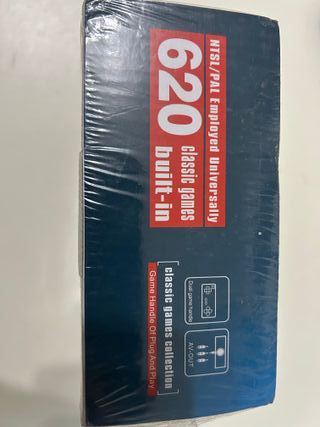 NTSL/PAL Employed Universally
620
classic games
built-in
[classic games collection]
Game Handle Of Plug And Play
Dual game handle
AV-OUT